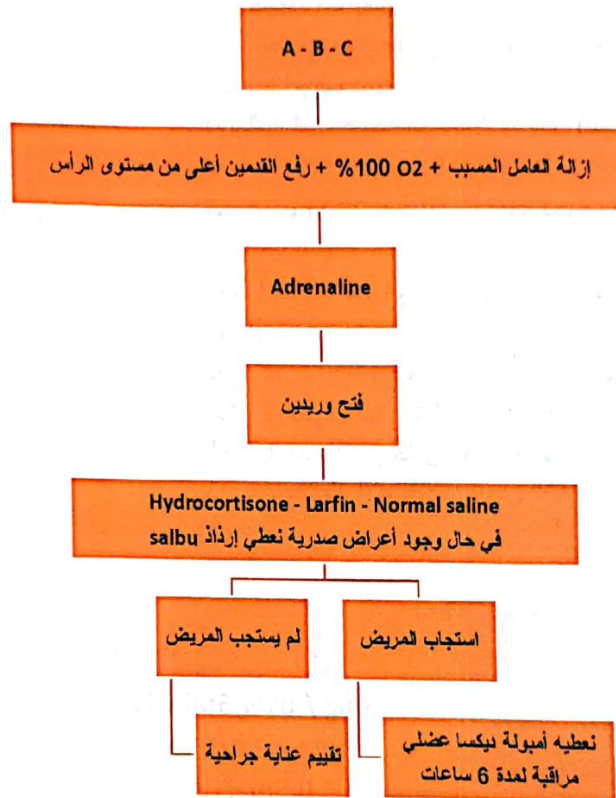 A - B - C
إزالة العامل المسبب + 100 O2% + رفع القدمين أعلى من مستوى الرأس
Adrenaline
فتح وريدين
Hydrocortisone - Larfin - Normal saline
في حال وجود أعراض صدرية نعطي إرذاذ salbu
استجاب المريض
لم يستجب المريض
نعطيه أمبولة ديكسا عضلي
مراقبة لمدة 6 ساعات
تقييم عناية جراحية